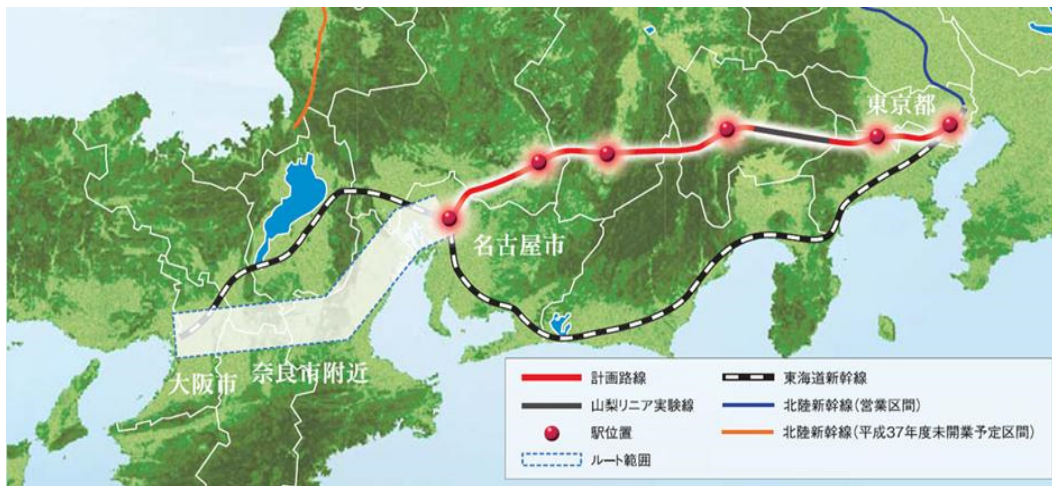 東京都
名古屋市
奈良市附近
大阪市
計画路線
山梨リニア実験線
駅位置
ルート範囲
東海道新幹線
北陸新幹線(営業区間)
北陸新幹線(平成37年度未開業予定区間)